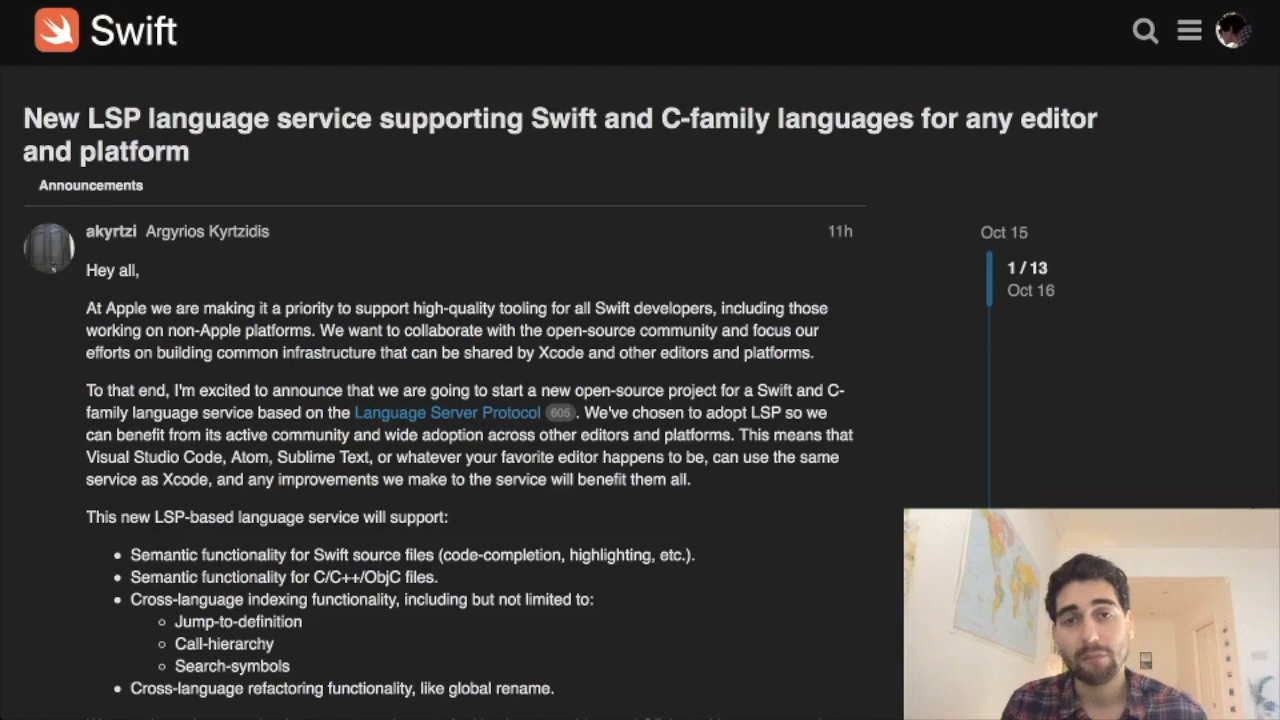 Swift
New LSP language service supporting Swift and C-family languages for any editor
and platform
Announcements
akyrtzi Argyrios Kyrtzidis 11h
Oct 15
1 / 13
Oct 16
Hey all,
At Apple we are making it a priority to support high-quality tooling for all Swift developers, including those
working on non-Apple platforms. We want to collaborate with the open-source community and focus our
efforts on building common infrastructure that can be shared by Xcode and other editors and platforms.
To that end, I'm excited to announce that we are going to start a new open-source project for a Swift and C-
family language service based on the Language Server Protocol 605. We've chosen to adopt LSP so we
can benefit from its active community and wide adoption across other editors and platforms. This means that
Visual Studio Code, Atom, Sublime Text, or whatever your favorite editor happens to be, can use the same
service as Xcode, and any improvements we make to the service will benefit them all.
This new LSP-based language service will support:
• Semantic functionality for Swift source files (code-completion, highlighting, etc.).
• Semantic functionality for C/C++/ObjC files.
• Cross-language indexing functionality, including but not limited to:
◦ Jump-to-definition
◦ Call-hierarchy
◦ Search-symbols
• Cross-language refactoring functionality, like global rename.